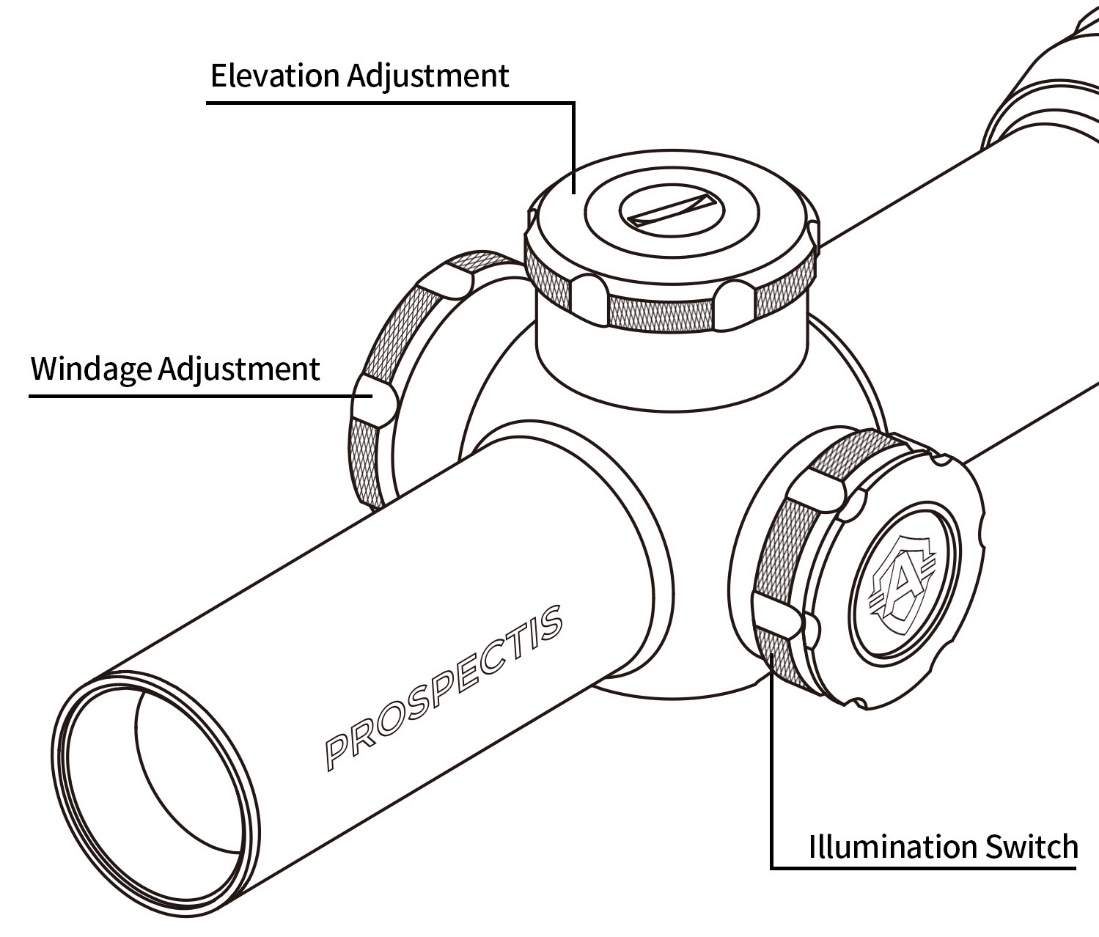 Elevation Adjustment
Windage Adjustment
A
PROSPECTIS
Illumination Switch